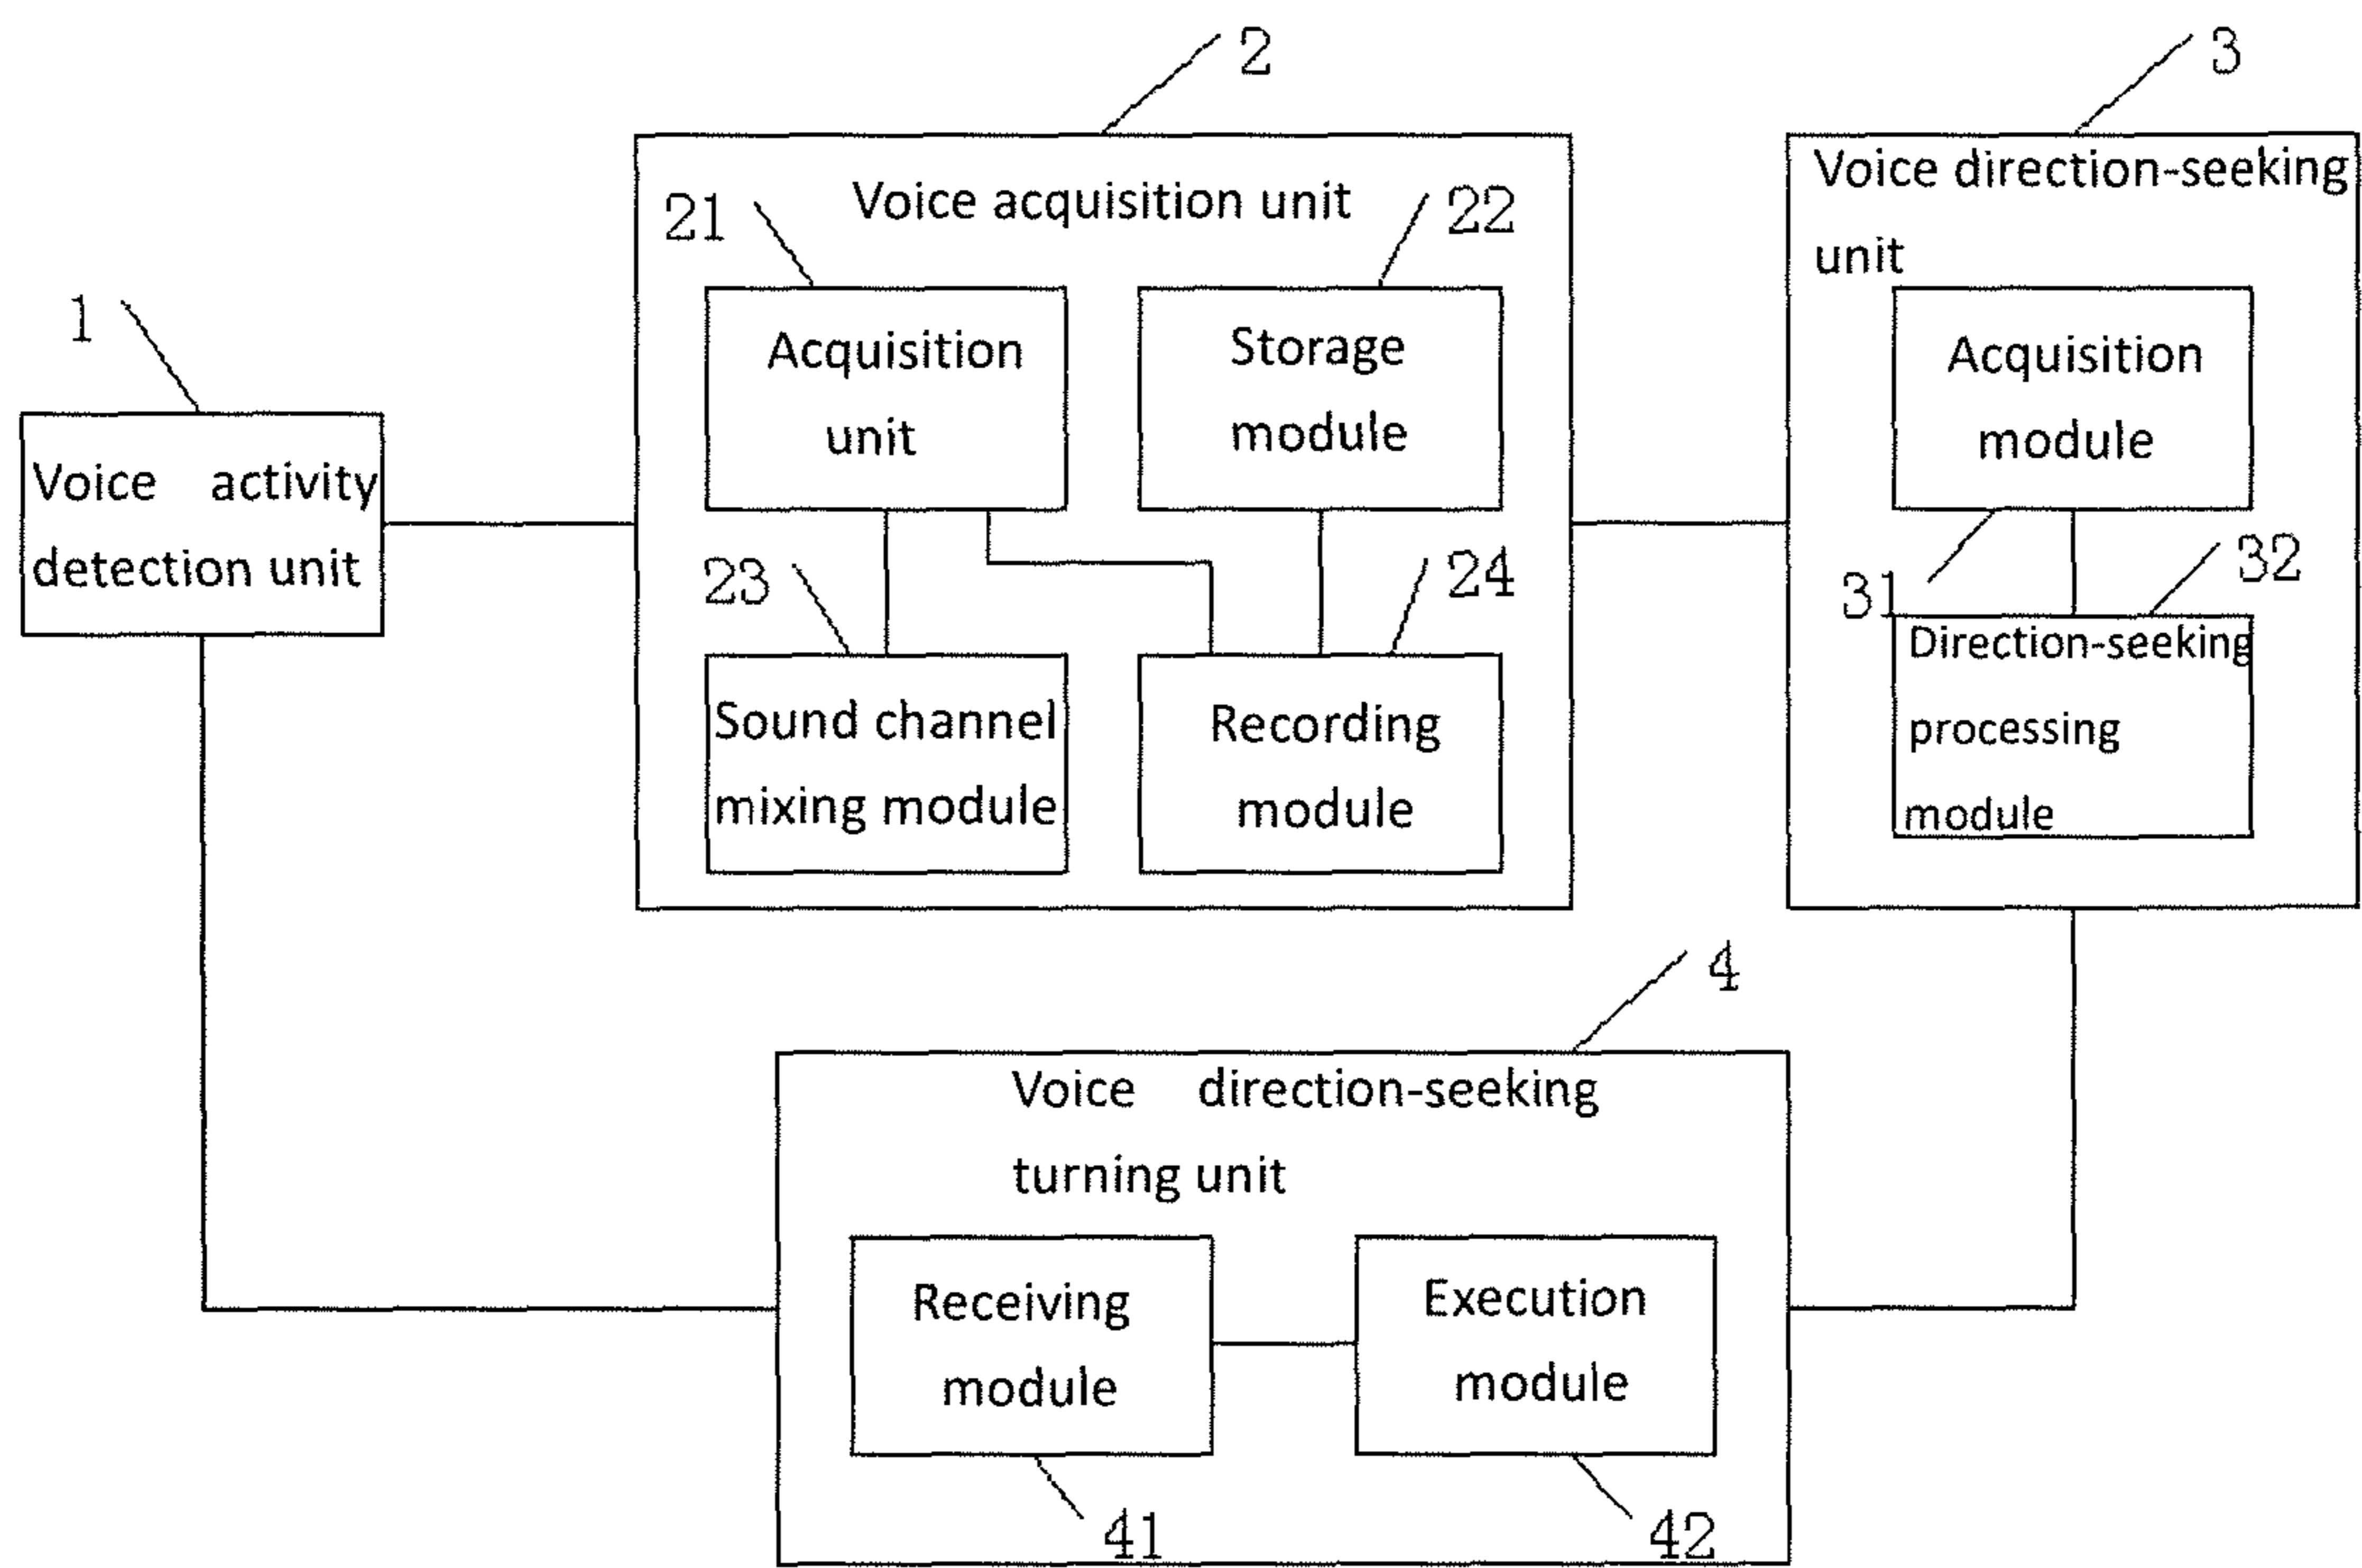 2
3
Voice acquisition unit
Voice direction-seeking
unit
21
22
1
Acquisition
unit
Storage
module
Acquisition
module
Voice activity
detection unit
23
24
31
32
Sound channel
mixing module
Recording
module
Direction-seeking
processing
module
4
Voice direction-seeking
turning unit
Receiving
module
Execution
module
41
42